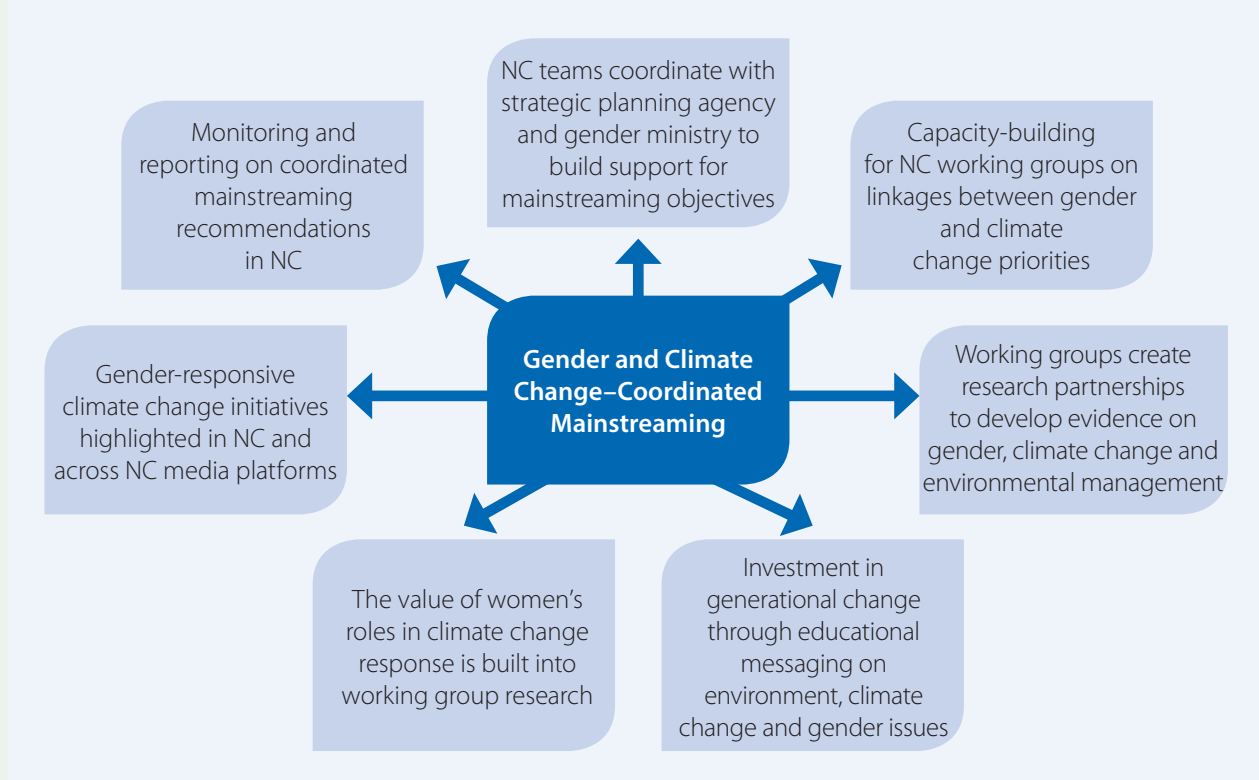 NC teams coordinate with
strategic planning agency
and gender ministry to
build support for
mainstreaming objectives
Monitoring and
reporting on coordinated
mainstreaming
recommendations
in NC
Capacity-building
for NC working groups on
linkages between gender
and climate
change priorities
Gender and Climate
Change–Coordinated
Mainstreaming
Gender-responsive
climate change initiatives
highlighted in NC and
across NC media platforms
Working groups create
research partnerships
to develop evidence on
gender, climate change and
environmental management
The value of women’s
roles in climate change
response is built into
working group research
Investment in
generational change
through educational
messaging on
environment, climate
change and gender issues